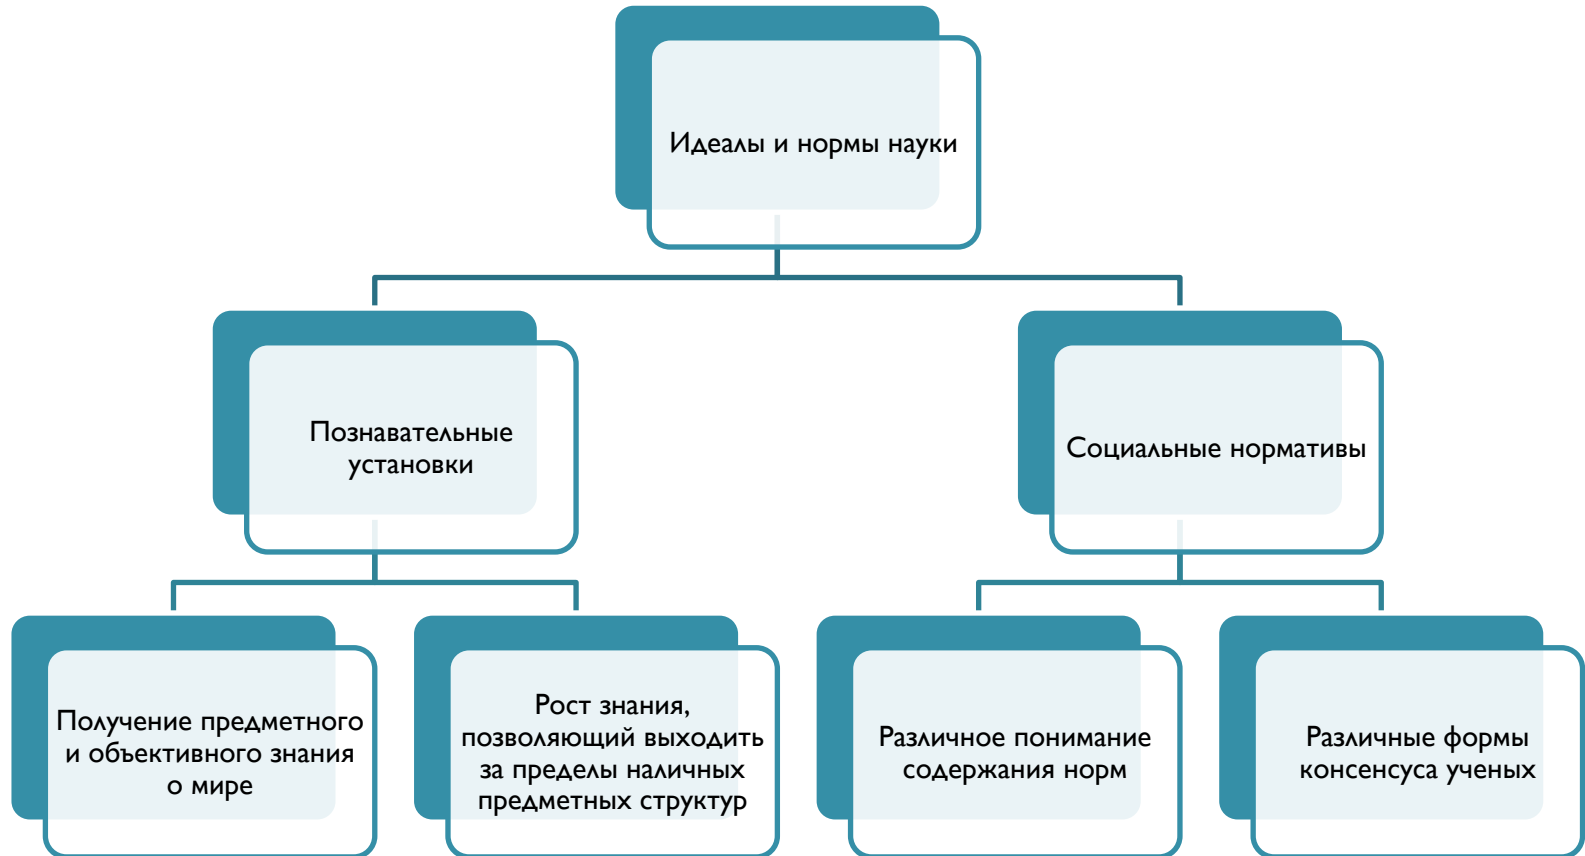 Идеалы и нормы науки
Познавательные
установки
Социальные нормативы
Получение предметного
и объективного знания
о мире
Рост знания,
позволяющий выходить
за пределы наличных
предметных структур
Различное понимание
содержания норм
Различные формы
консенсуса ученых